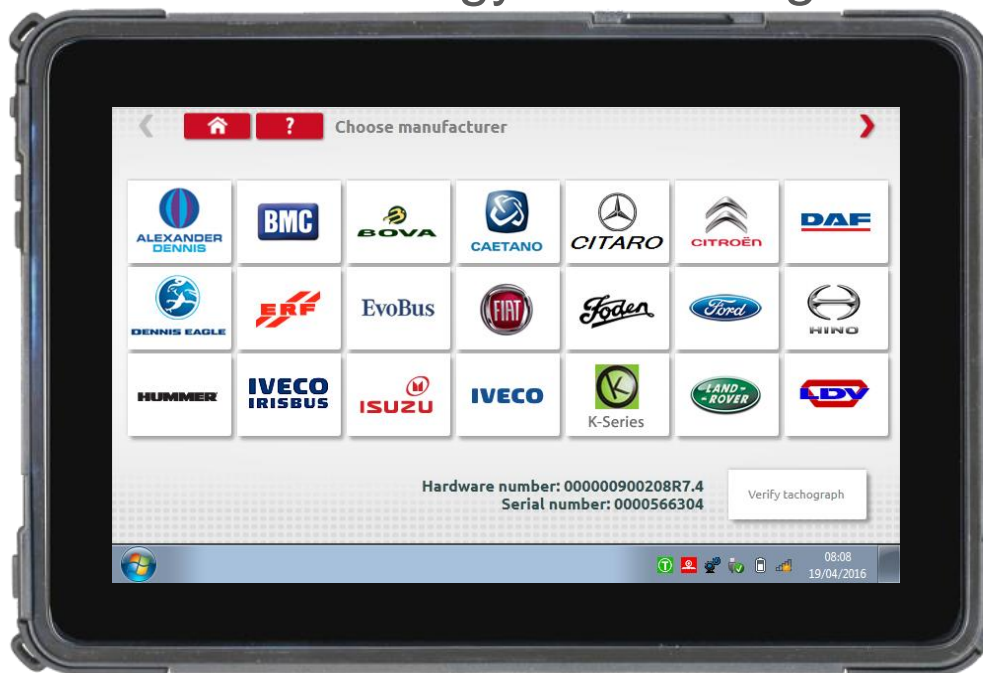 gy
g
Choose manufacturer
?
ALEXANDER
DENNIS
BMC
BOVA
CAETANO
CITARO
CITROËN
DAF
DENNIS EAGLE
ERF
EvoBus
FIAT
Foden
Ford
HINO
HUMMER
IVECO
IRISBUS
ISUZU
IVECO
K
K-Series
LAND-
-ROVER
LDV
Hardware number: 000000900208R7.4
Serial number: 0000566304
Verify tachograph
08:08
19/04/2016